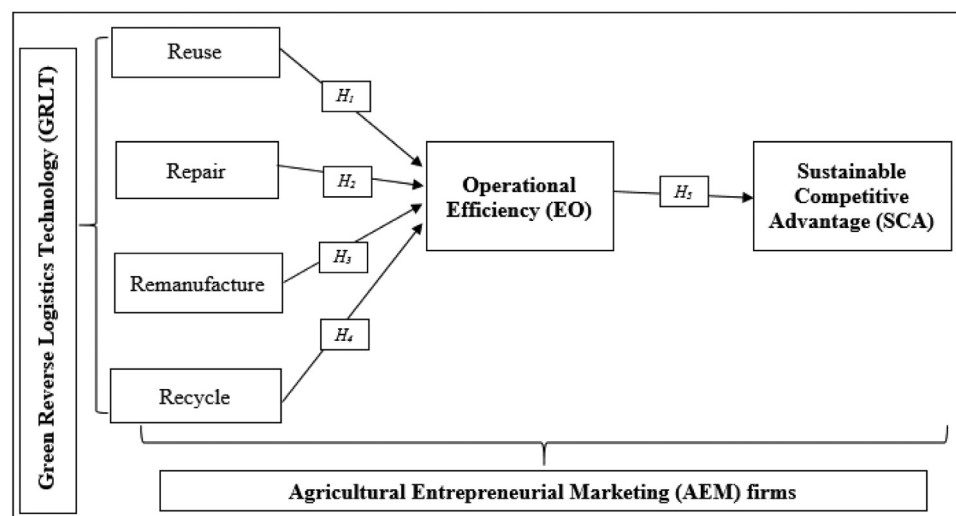 Green Reverse Logistics Technology (GRLT)
Reuse
H1
Repair
H2
Remanufacture
H3
Recycle
H4
Operational
Efficiency (EO)
H5
Sustainable
Competitive
Advantage (SCA)
Agricultural Entrepreneurial Marketing (AEM) firms